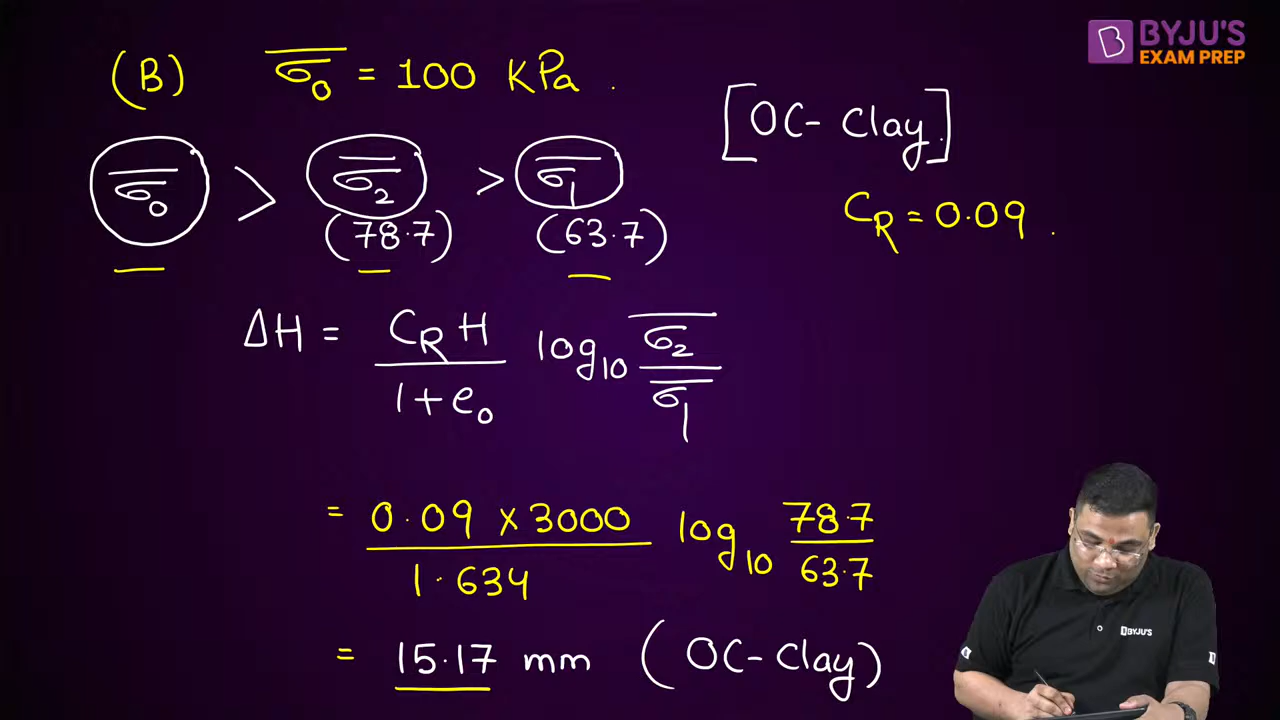 BYJU'S
EXAM PREP
(B) σ̅₀ = 100 KPa.
[OC- Clay]
σ̅₀ > σ̅₂ > σ̅₁
(78.7) (63.7)
C_R = 0.09.
ΔH = C_R H / 1 + e₀ log₁₀ σ̅₂ / σ̅₁
= 0.09 × 3000 / 1.634 log₁₀ 78.7 / 63.7
= 15.17 mm (OC- Clay)
BYJU'S